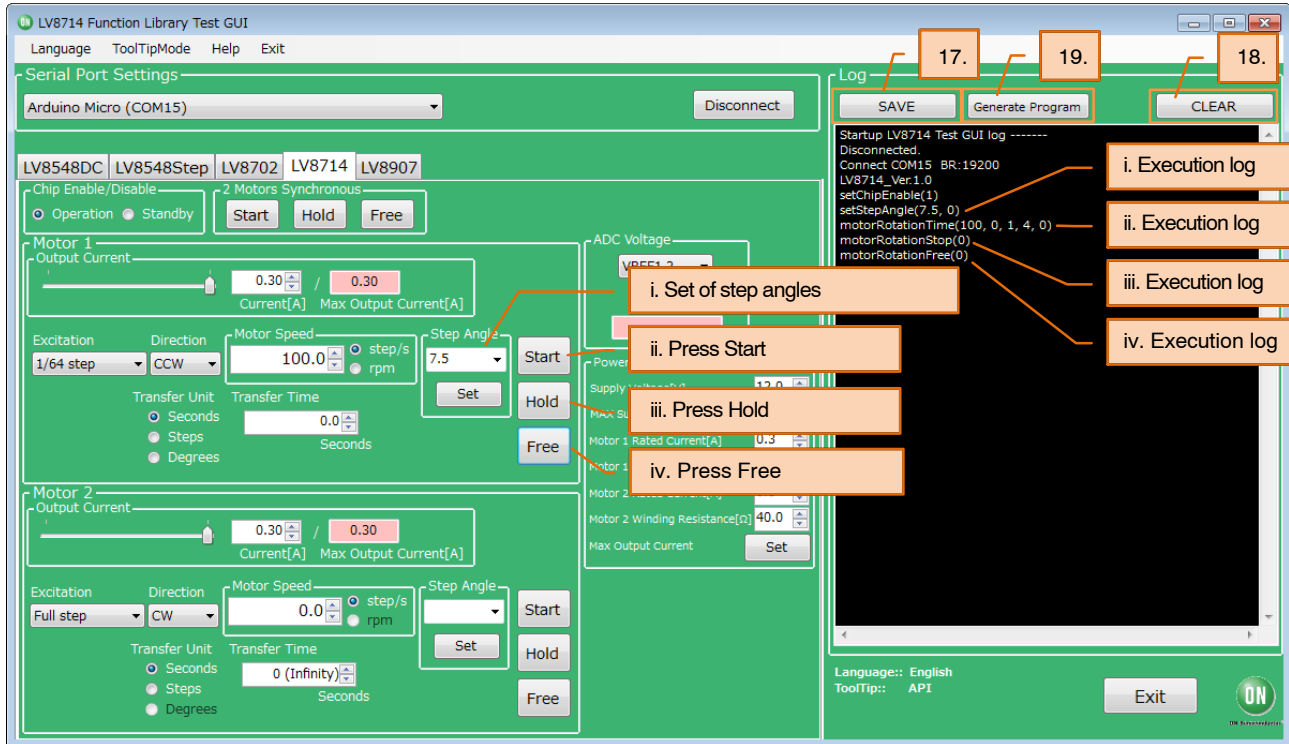 LV8714 Function Library Test GUI
Language ToolTipMode Help Exit
Serial Port Settings
Arduino Micro (COM15)
Disconnect
LV8548DC LV8548Step LV8702 LV8714 LV8907
Chip Enable/Disable
Operation Standby
2 Motors Synchronous
Start Hold Free
Motor 1
Output Current
0.30 / 0.30
Current[A] Max Output Current[A]
Excitation Direction
1/64 step CCW
Motor Speed
100.0 step/s
rpm
Step Angle
7.5
Set
Start
Hold
Free
Transfer Unit Transfer Time
Seconds
Steps
Degrees
0.0
Seconds
Motor 2
Output Current
0.30 / 0.30
Current[A] Max Output Current[A]
Excitation Direction
Full step CW
Motor Speed
0.0 step/s
rpm
Step Angle
Set
Start
Hold
Free
Transfer Unit Transfer Time
Seconds
Steps
Degrees
0 (Infinity)
Seconds
ADC Voltage
i. Set of step angles
ii. Press Start
iii. Press Hold
iv. Press Free
Power
Supply
12.0
MAX Su
Motor 1 Rated Current[A] 0.3
Motor 1
Motor 2
Motor 2 Winding Resistance[Ω] 40.0
Max Output Current Set
17.
19.
18.
Log
SAVE Generate Program CLEAR
Startup LV8714 Test GUI log -------
Disconnected.
Connect COM15 BR:19200
LV8714_Ver.1.0
setChipEnable(1)
setStepAngle(7.5, 0)
motorRotationTime(100, 0, 1, 4, 0)
motorRotationStop(0)
motorRotationFree(0)
i. Execution log
ii. Execution log
iii. Execution log
iv. Execution log
Language:: English
ToolTip:: API
Exit
ON
ON Semiconductor